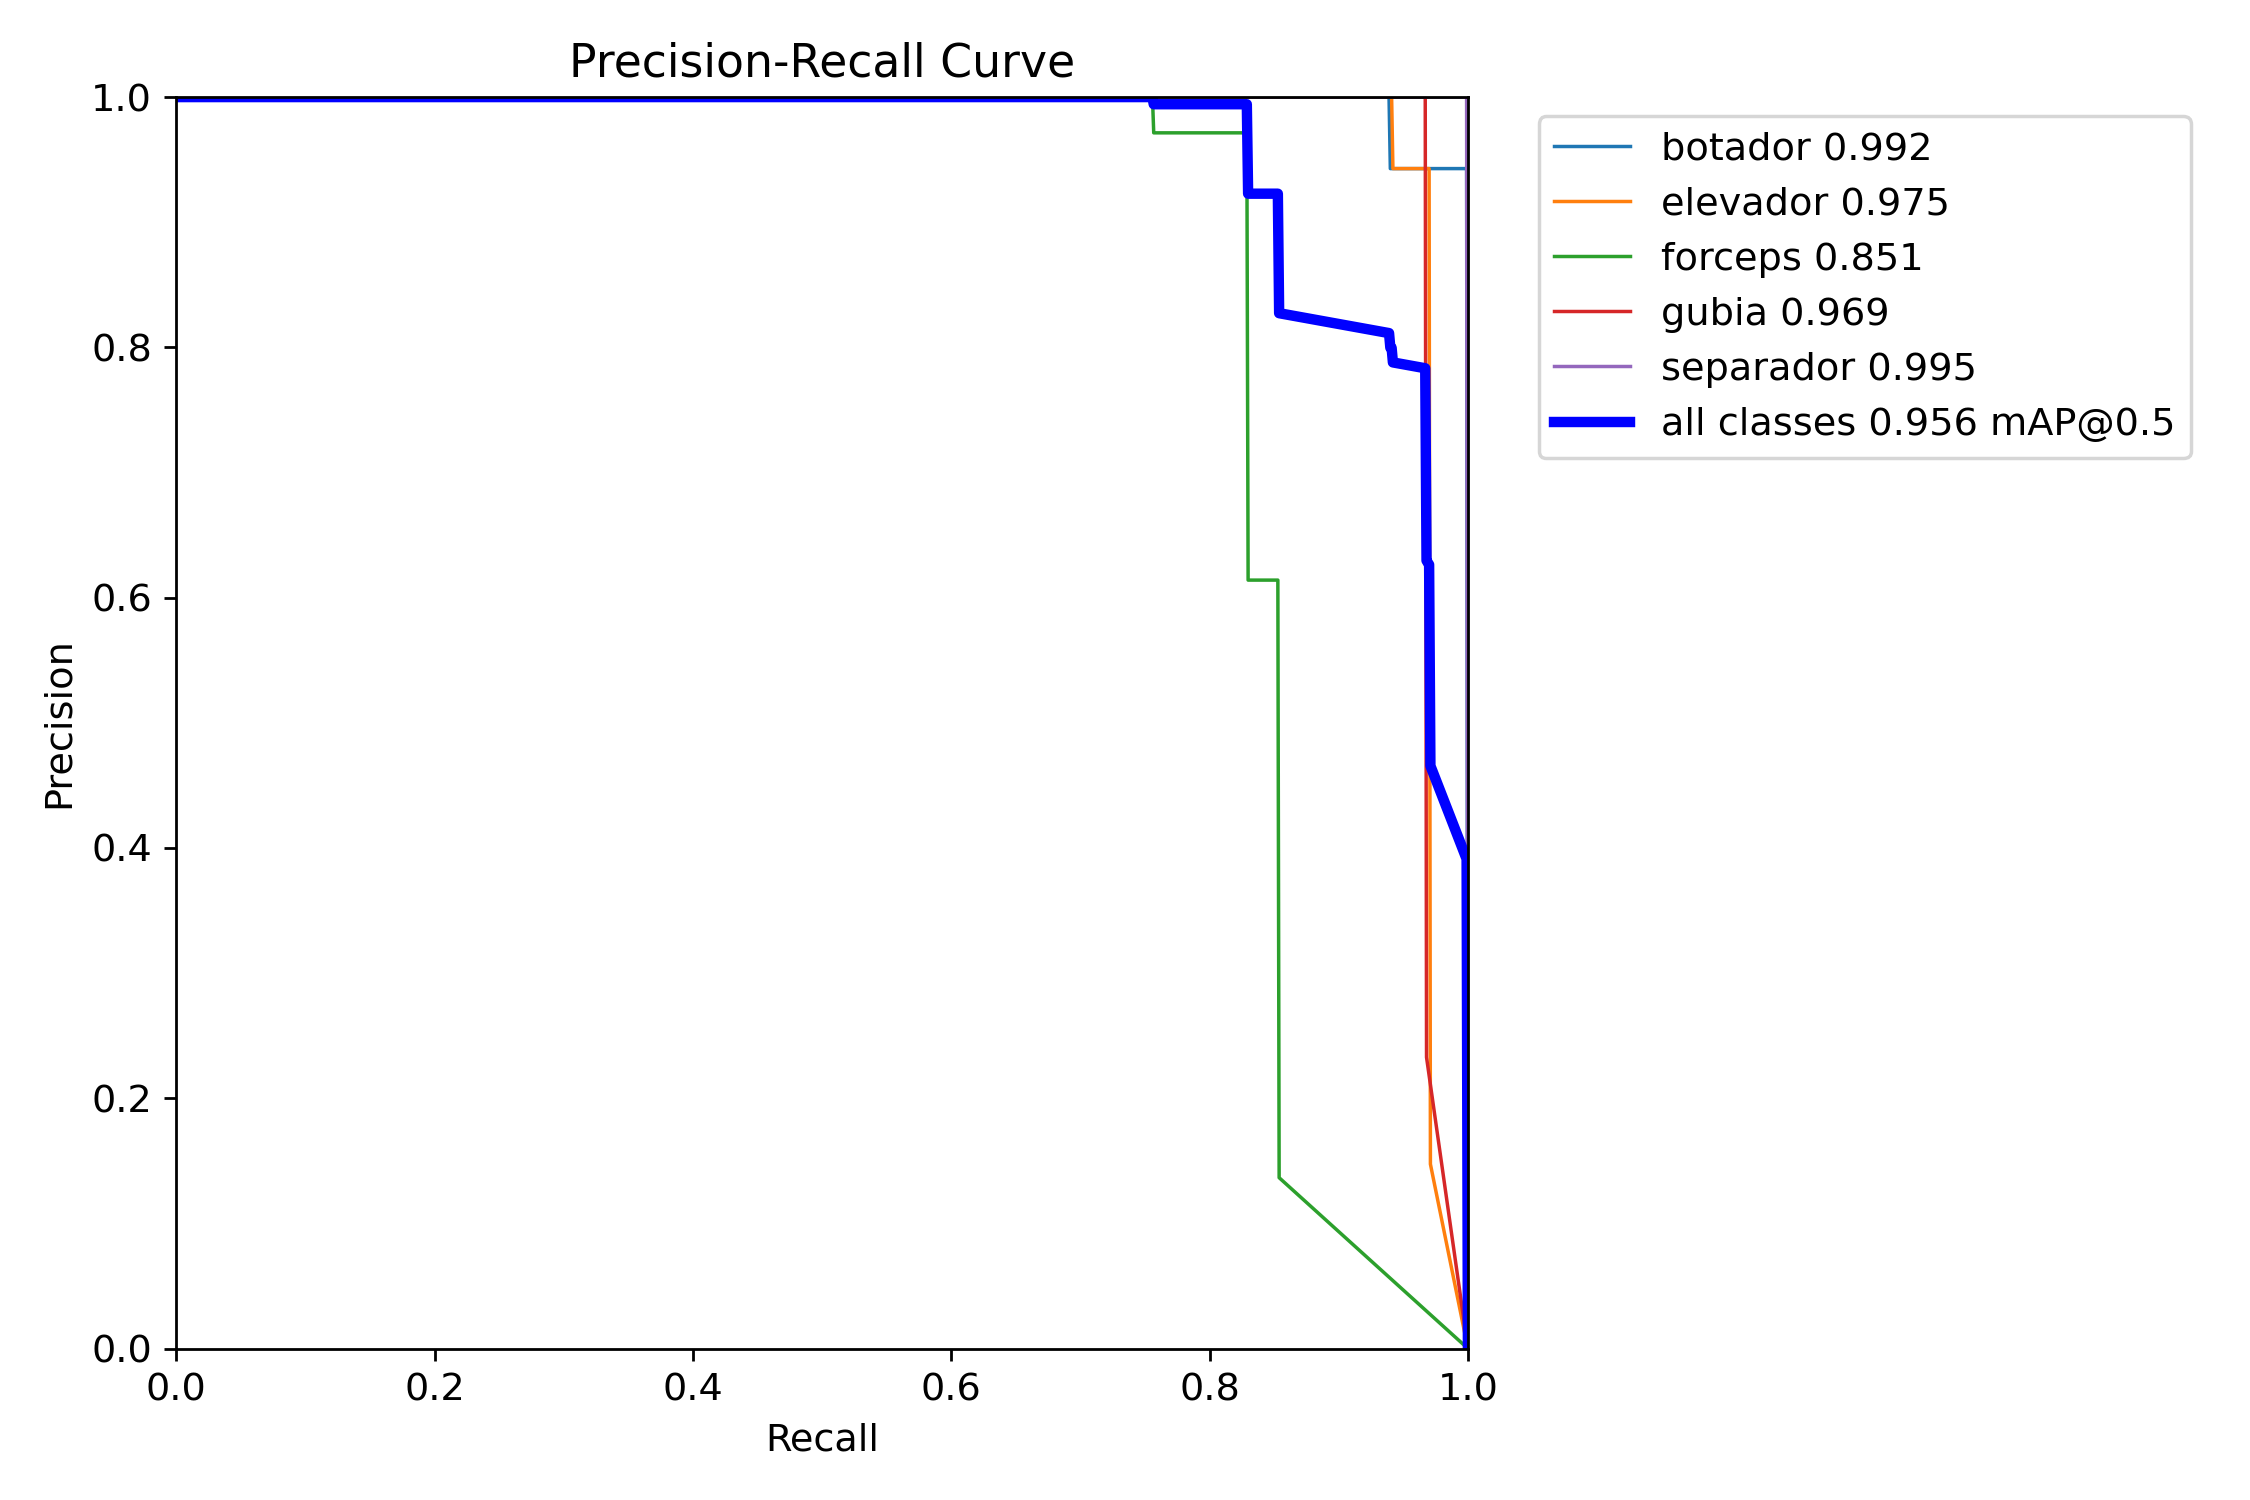 Precision-Recall Curve
1.0
0.8
0.6
0.4
0.2
0.0
Precision
0.0 0.2 0.4 0.6 0.8 1.0
Recall
botador 0.992
elevador 0.975
forceps 0.851
gubia 0.969
separador 0.995
all classes 0.956 mAP@0.5